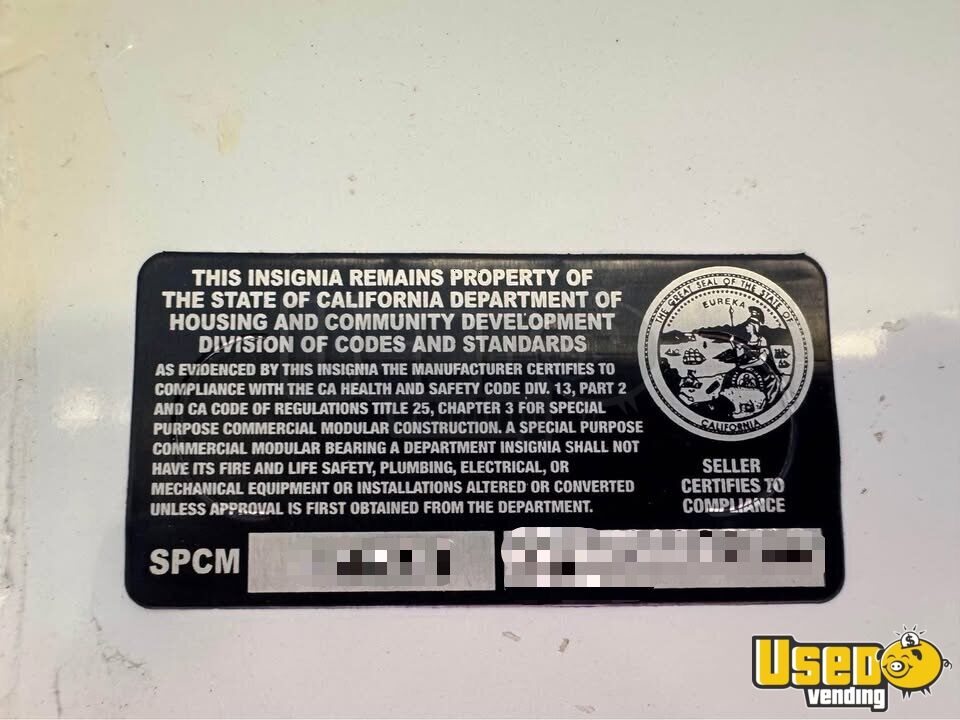 THIS INSIGNIA REMAINS PROPERTY OF
THE STATE OF CALIFORNIA DEPARTMENT OF
HOUSING AND COMMUNITY DEVELOPMENT
DIVISION OF CODES AND STANDARDS
AS EVIDENCED BY THIS INSIGNIA THE MANUFACTURER CERTIFIES TO
COMPLIANCE WITH THE CA HEALTH AND SAFETY CODE DIV. 13, PART 2
AND CA CODE OF REGULATIONS TITLE 25, CHAPTER 3 FOR SPECIAL
PURPOSE COMMERCIAL MODULAR CONSTRUCTION. A SPECIAL PURPOSE
COMMERCIAL MODULAR BEARING A DEPARTMENT INSIGNIA SHALL NOT
HAVE ITS FIRE AND LIFE SAFETY, PLUMBING, ELECTRICAL, OR
MECHANICAL EQUIPMENT OR INSTALLATIONS ALTERED OR CONVERTED
UNLESS APPROVAL IS FIRST OBTAINED FROM THE DEPARTMENT.
THE GREAT SEAL OF THE STATE OF
EUREKA
CALIFORNIA
SELLER
CERTIFIES TO
COMPLIANCE
SPCM
USED
vending